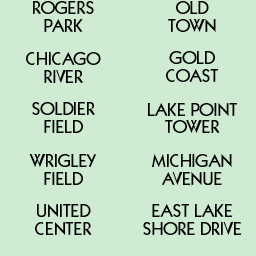 ROGERS
PARK
CHICAGO
RIVER
SOLDIER
FIELD
WRIGLEY
FIELD
UNITED
CENTER
OLD
TOWN
GOLD
COAST
LAKE POINT
TOWER
MICHIGAN
AVENUE
EAST LAKE
SHORE DRIVE